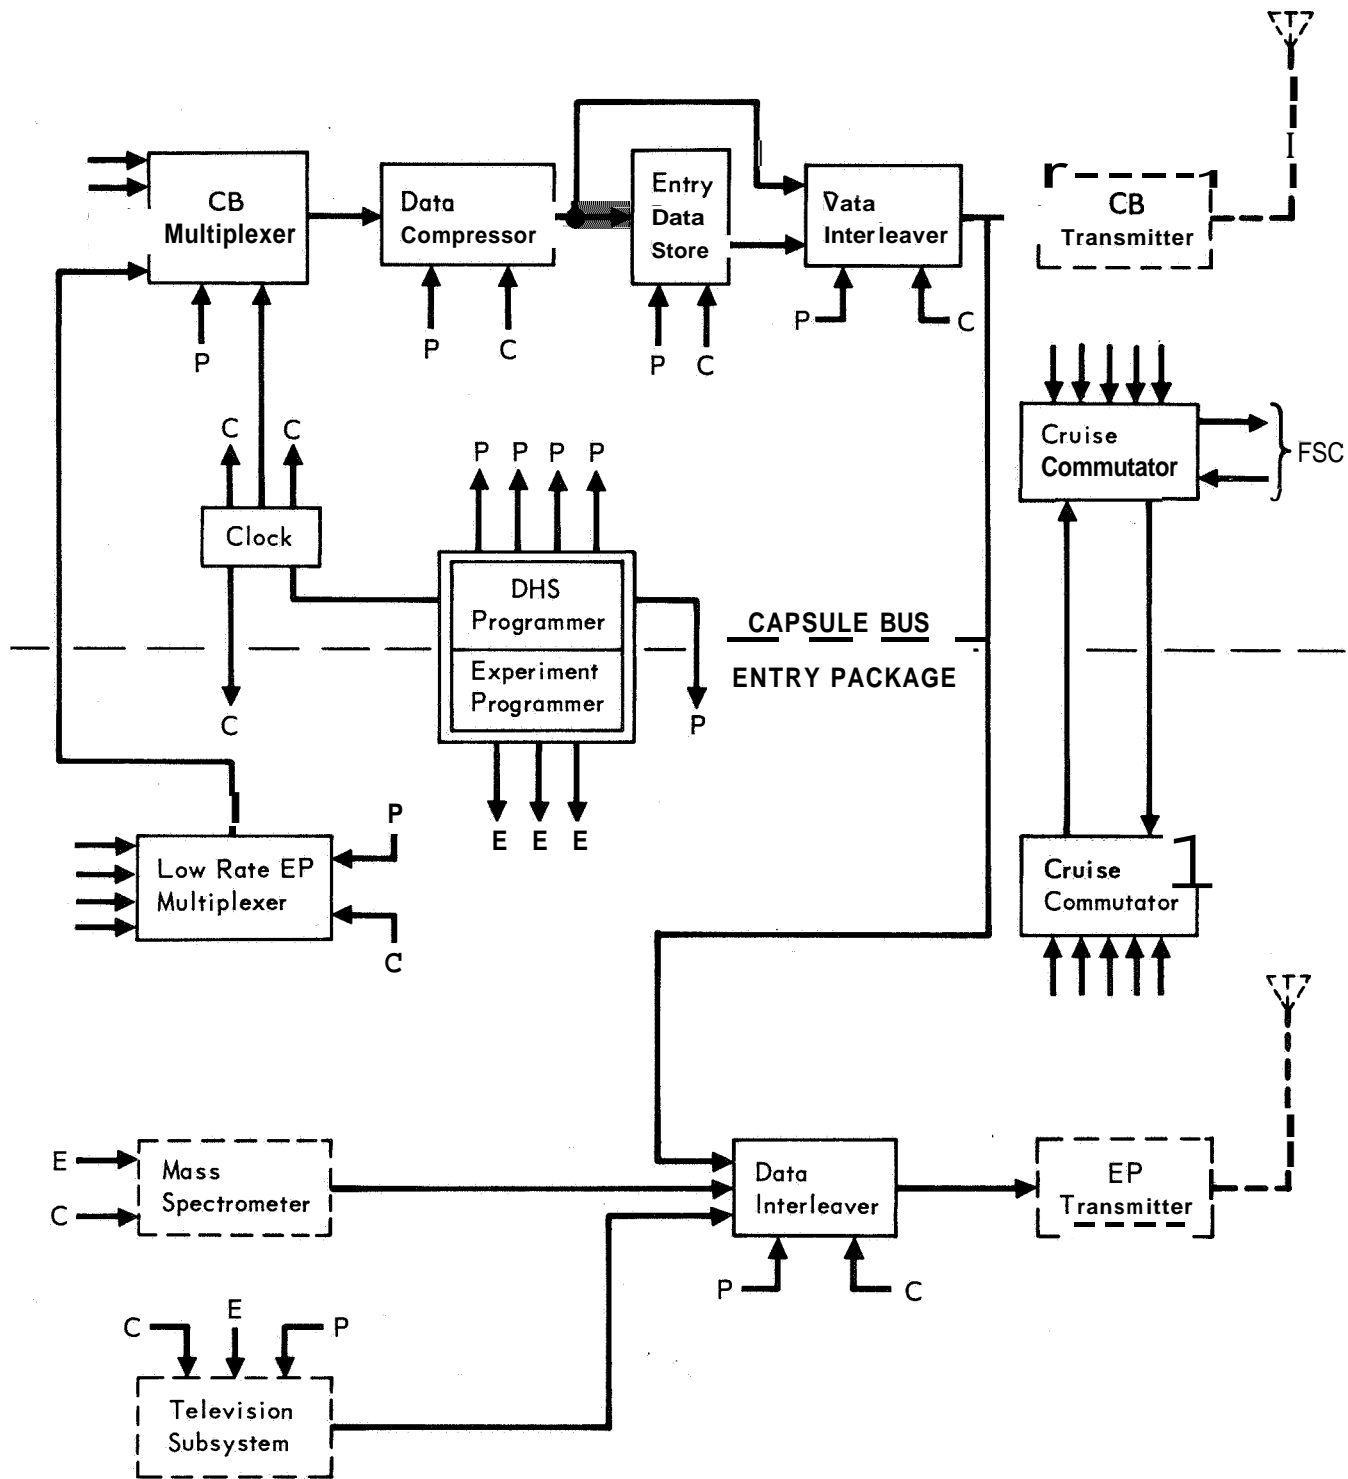 CB
Multiplexer
Data
Compressor
Entry
Data
Store
Vata
Interleaver
CB
Transmitter
P
P
C
P
C
P
C
C
C
Clock
C
P P P P
DHS
Programmer
Experiment
Programmer
P
E E E
CAPSULE BUS
ENTRY PACKAGE
Cruise
Commutator
FSC
Low Rate EP
Multiplexer
P
C
Cruise
Commutator
E
C
Mass
Spectrometer
Data
Interleaver
P
C
EP
Transmitter
C
E
P
Television
Subsystem